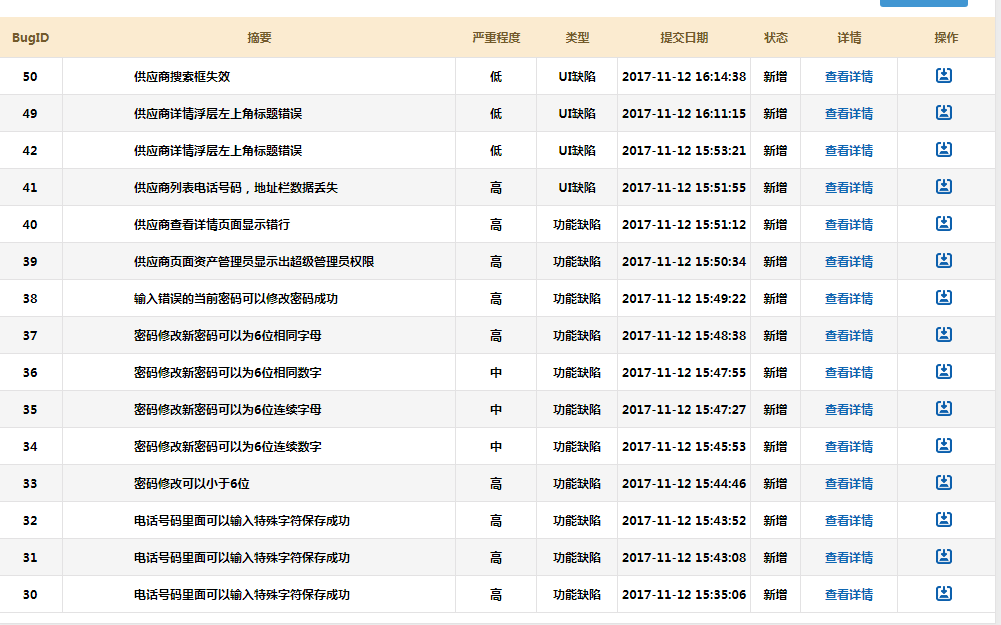 BugID 摘要 严重程度 类型 提交日期 状态 详情 操作
50 供应商搜索框失效 低 UI缺陷 2017-11-12 16:14:38 新增 查看详情
49 供应商详情浮层左上角标题错误 低 UI缺陷 2017-11-12 16:11:15 新增 查看详情
42 供应商详情浮层左上角标题错误 低 UI缺陷 2017-11-12 15:53:21 新增 查看详情
41 供应商列表电话号码，地址栏数据丢失 高 UI缺陷 2017-11-12 15:51:55 新增 查看详情
40 供应商查看详情页面显示错行 高 功能缺陷 2017-11-12 15:51:12 新增 查看详情
39 供应商页面资产管理员显示出超级管理员权限 高 功能缺陷 2017-11-12 15:50:34 新增 查看详情
38 输入错误的当前密码可以修改密码成功 高 功能缺陷 2017-11-12 15:49:22 新增 查看详情
37 密码修改新密码可以为6位相同字母 高 功能缺陷 2017-11-12 15:48:38 新增 查看详情
36 密码修改新密码可以为6位相同数字 中 功能缺陷 2017-11-12 15:47:55 新增 查看详情
35 密码修改新密码可以为6位连续字母 中 功能缺陷 2017-11-12 15:47:27 新增 查看详情
34 密码修改新密码可以为6位连续数字 中 功能缺陷 2017-11-12 15:45:53 新增 查看详情
33 密码修改可以小于6位 高 功能缺陷 2017-11-12 15:44:46 新增 查看详情
32 电话号码里面可以输入特殊字符保存成功 高 功能缺陷 2017-11-12 15:43:52 新增 查看详情
31 电话号码里面可以输入特殊字符保存成功 高 功能缺陷 2017-11-12 15:43:08 新增 查看详情
30 电话号码里面可以输入特殊字符保存成功 高 功能缺陷 2017-11-12 15:35:06 新增 查看详情